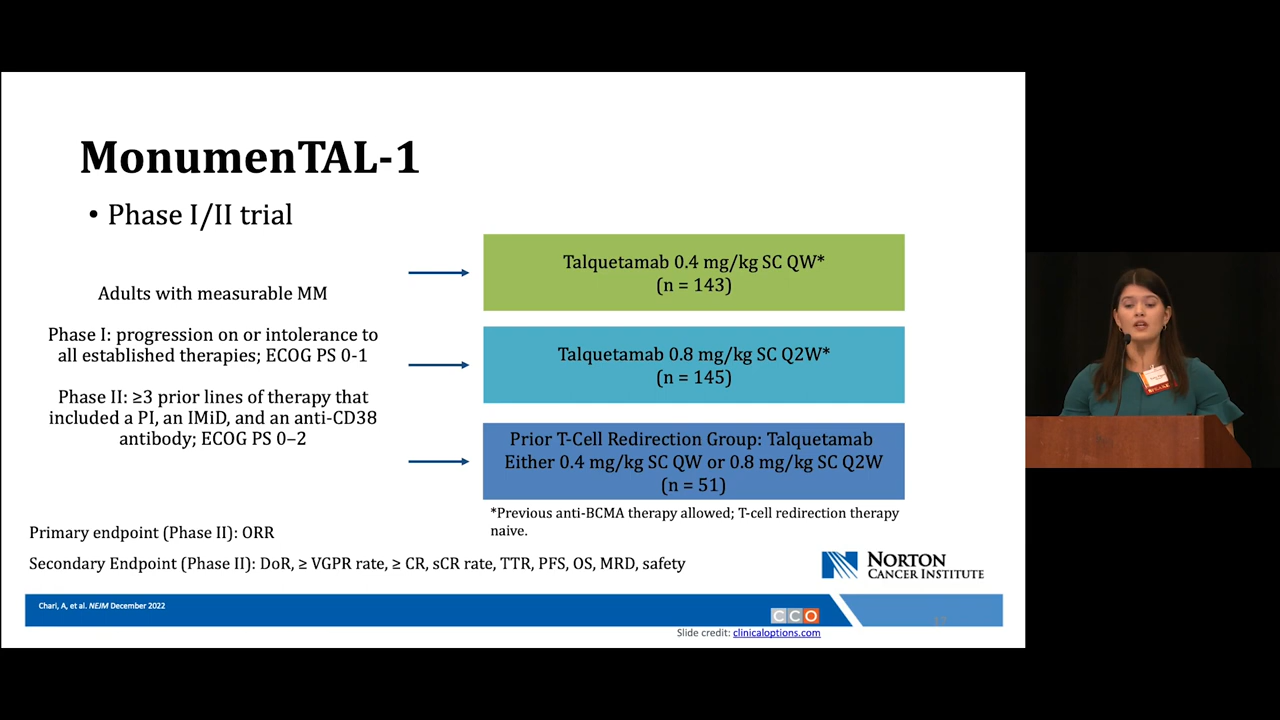 MonumenTAL-1
• Phase I/II trial
Adults with measurable MM
Phase I: progression on or intolerance to
all established therapies; ECOG PS 0-1
Phase II: ≥3 prior lines of therapy that
included a PI, an IMiD, and an anti-CD38
antibody; ECOG PS 0–2
Talquetamab 0.4 mg/kg SC QW*
(n = 143)
Talquetamab 0.8 mg/kg SC Q2W*
(n = 145)
Prior T-Cell Redirection Group: Talquetamab
Either 0.4 mg/kg SC QW or 0.8 mg/kg SC Q2W
(n = 51)
*Previous anti-BCMA therapy allowed; T-cell redirection therapy
naive.
Primary endpoint (Phase II): ORR
Secondary Endpoint (Phase II): DoR, ≥ VGPR rate, ≥ CR, sCR rate, TTR, PFS, OS, MRD, safety
NORTON
CANCER INSTITUTE
Chari, A, et al. NEJM December 2022
CCO
Slide credit: clinicaloptions.com